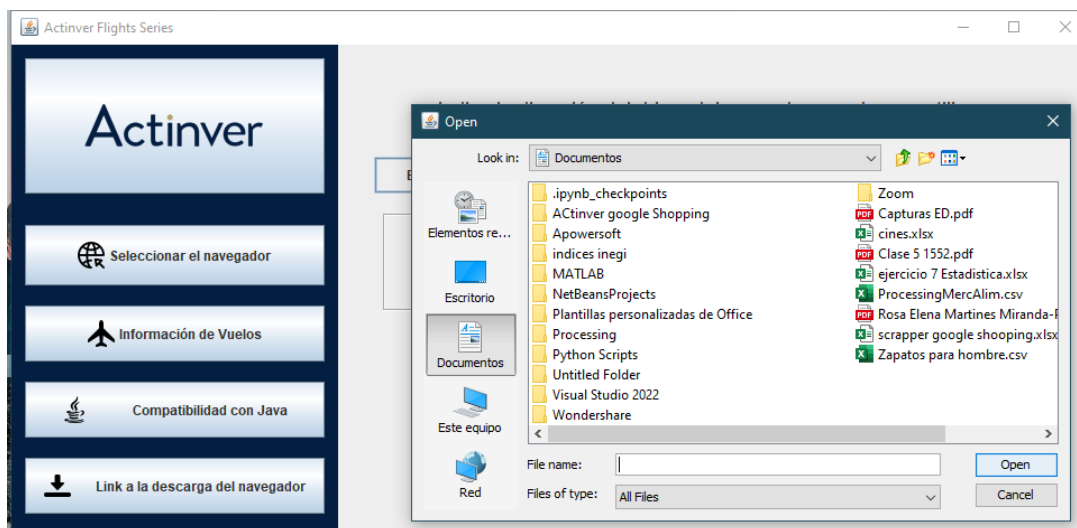 Actinver Flights Series
Actinver
Seleccionar el navegador
Información de Vuelos
Compatibilidad con Java
Link a la descarga del navegador
Open
Look in:
Documentos
Elementos re...
Escritorio
Documentos
Este equipo
Red
.ipynb_checkpoints
ACtinver google Shopping
Apowersoft
indices inegi
MATLAB
NetBeansProjects
Plantillas personalizadas de Office
Processing
Python Scripts
Untitled Folder
Visual Studio 2022
Wondershare
Zoom
Capturas ED.pdf
cines.xlsx
Clase 5 1552.pdf
ejercicio 7 Estadistica.xlsx
ProcessingMercAlim.csv
Rosa Elena Martines Miranda-
scrapper google shooping.xlsx
Zapatos para hombre.csv
File name:
Open
Files of type:
All Files
Cancel